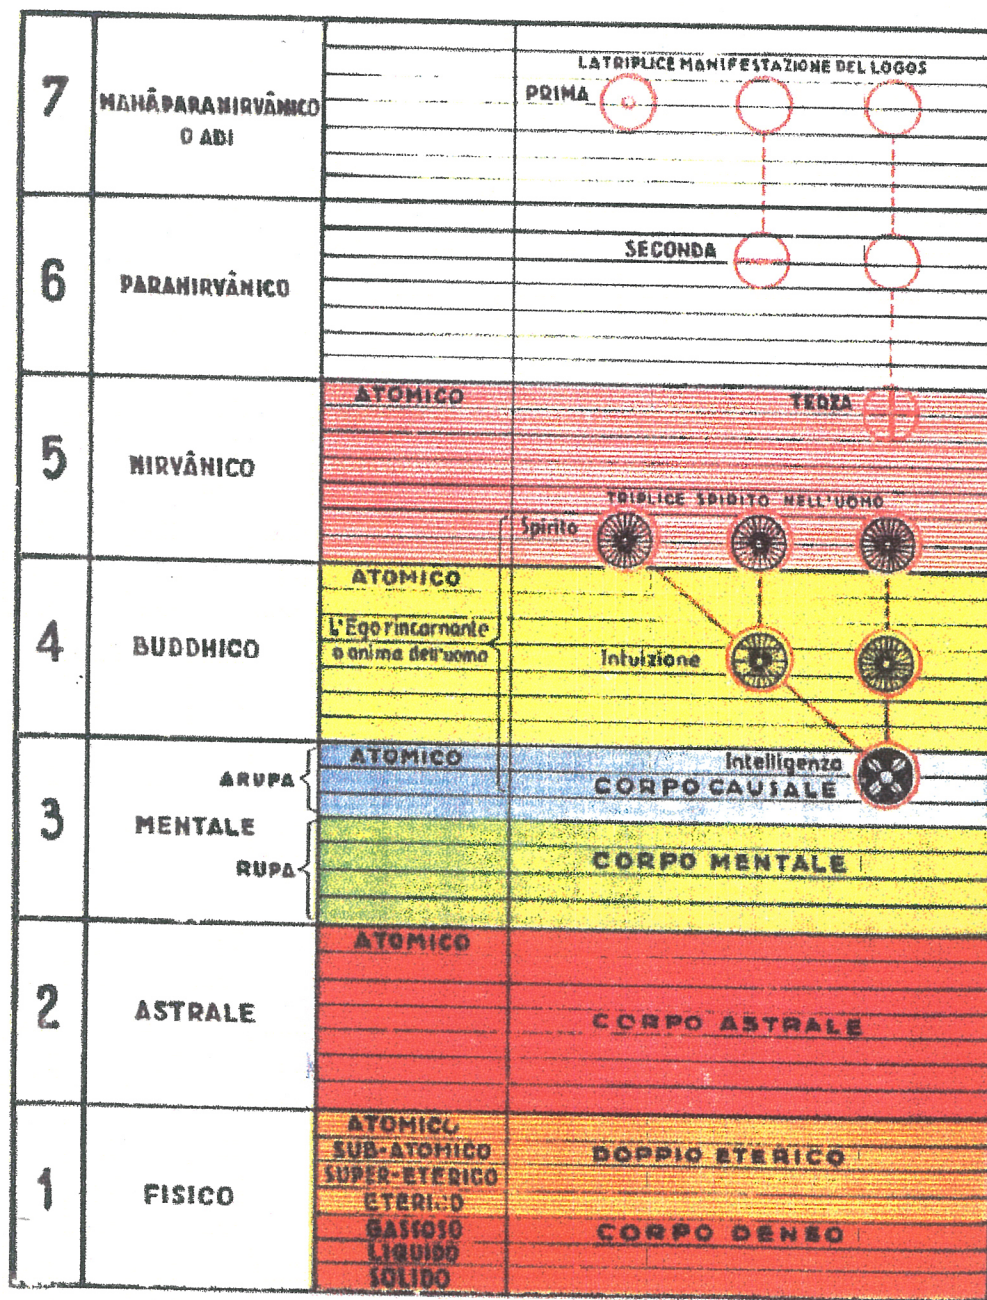 LA TRIPLICE MANIFESTAZIONE DEL LOGOS
7
MAHÂPARANIRVÂNICO
O ADI
PRIMA
6
PARANIRVÂNICO
SECONDA
5
NIRVÂNICO
ATOMICO
TERZA
TRIPLICE SPIRITO NELL'UOMO
Spirito
4
BUDDHICO
ATOMICO
L'Ego rincarnante
o anima dell'uomo
Intuizione
3
MENTALE
ARUPA
RUPA
ATOMICO
Intelligenza
CORPO CAUSALE
CORPO MENTALE
2
ASTRALE
ATOMICO
CORPO ASTRALE
1
FISICO
ATOMICO
SUB-ATOMICO
SUPER-ETERICO
ETERICO
GASSOSO
LIQUIDO
SOLIDO
DOPPIO ETERICO
CORPO DENSO